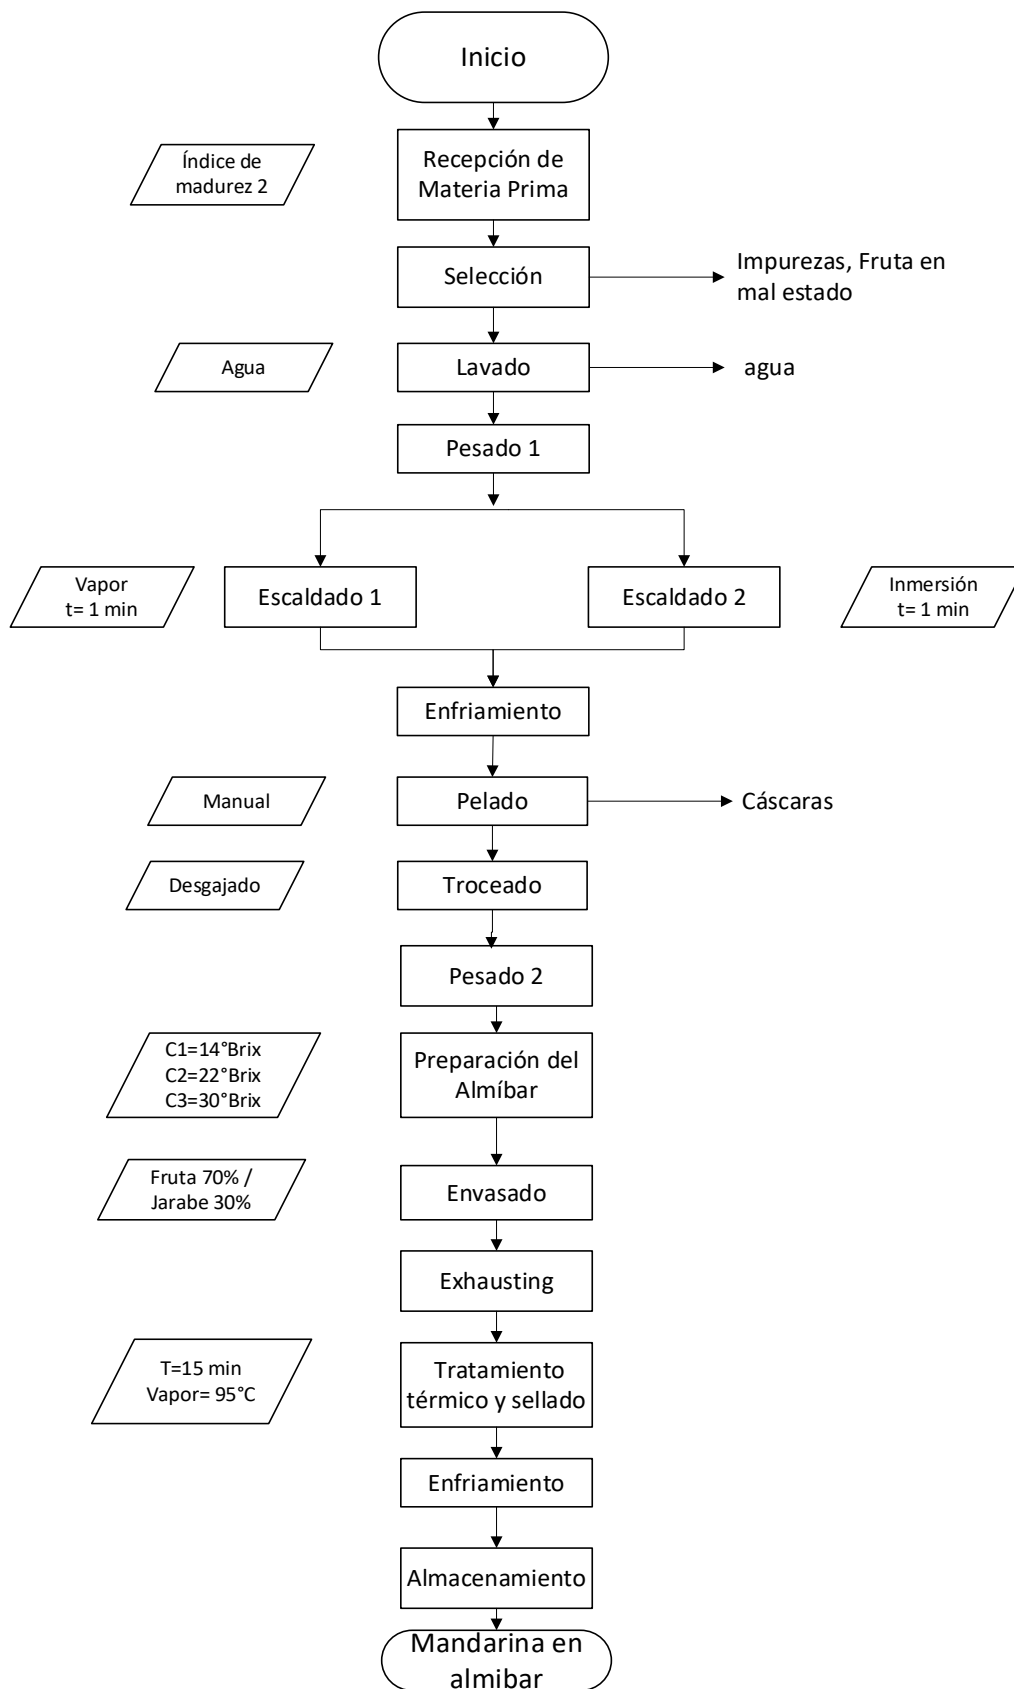 Inicio
Índice de
madurez 2
Recepción de
Materia Prima
Selección
Impurezas, Fruta en
mal estado
Agua
Lavado
agua
Pesado 1
Vapor
t= 1 min
Escaldado 1
Escaldado 2
Inmersión
t= 1 min
Enfriamiento
Manual
Pelado
Cáscaras
Desgajado
Troceado
Pesado 2
C1=14°Brix
C2=22°Brix
C3=30°Brix
Preparación del
Almíbar
Fruta 70% /
Jarabe 30%
Envasado
Exhausting
T=15 min
Vapor= 95°C
Tratamiento
térmico y sellado
Enfriamiento
Almacenamiento
Mandarina en
almibar